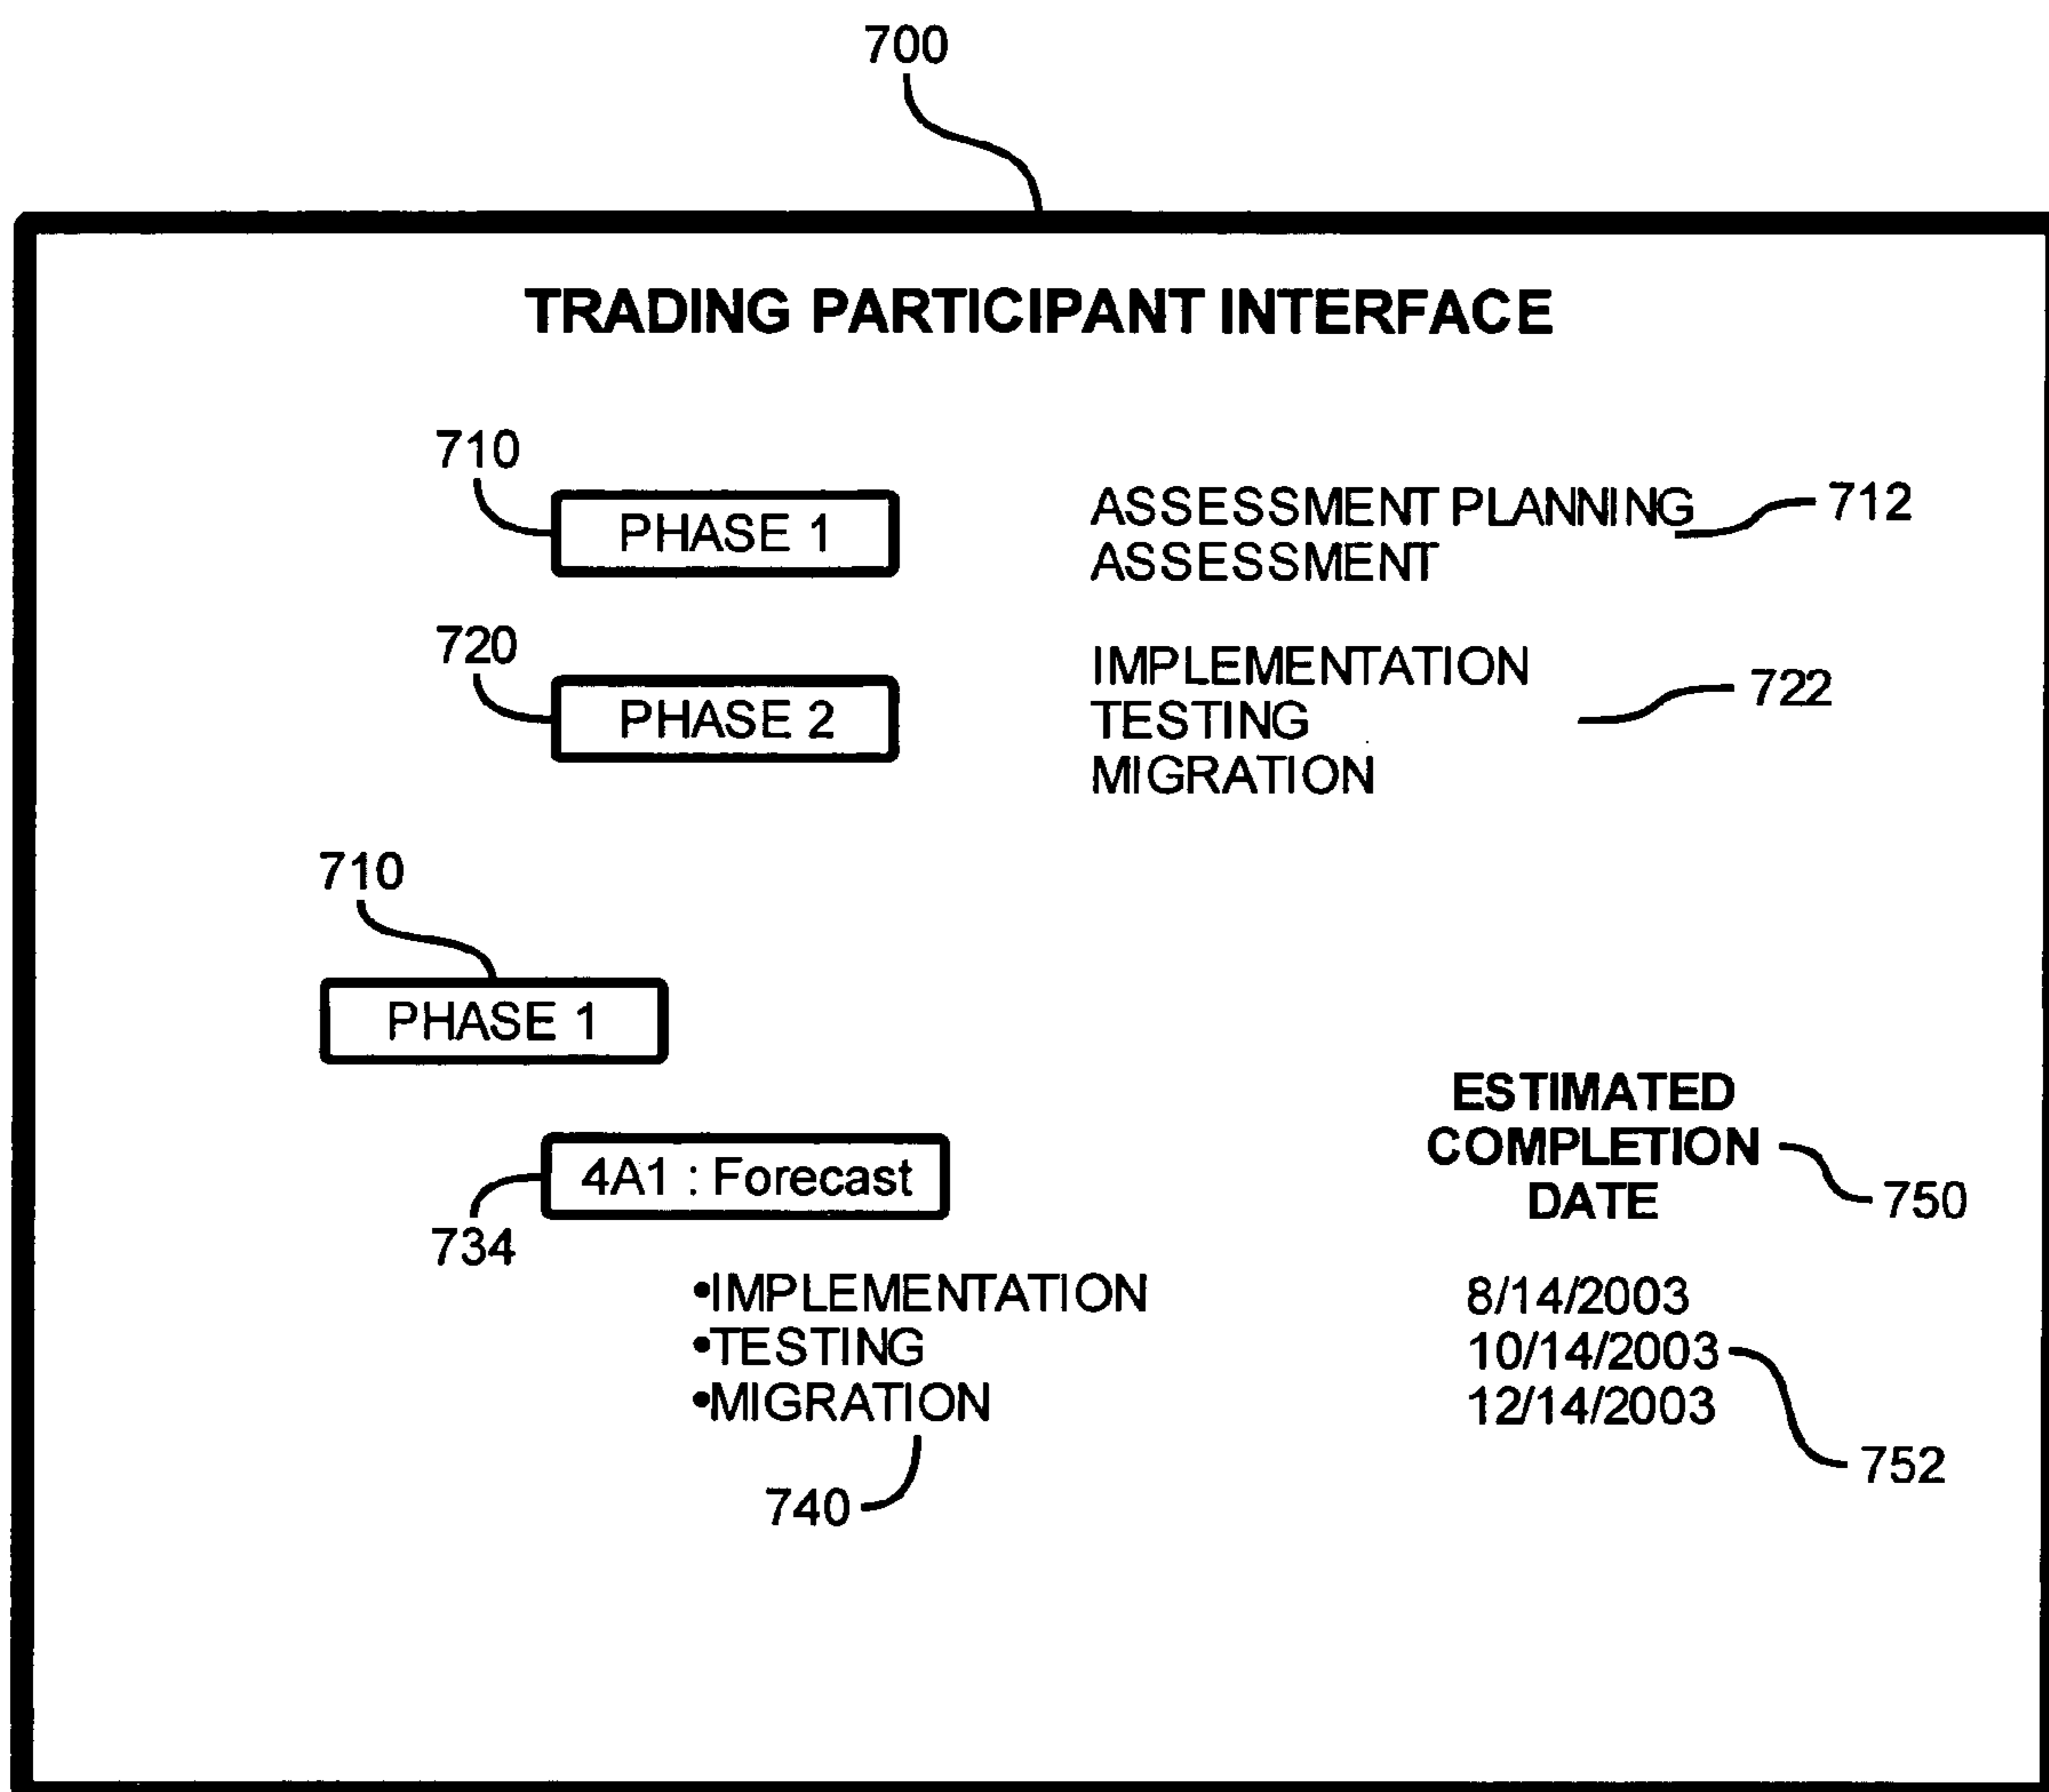 700
TRADING PARTICIPANT INTERFACE
710
PHASE 1
ASSESSMENT PLANNING
ASSESSMENT
712
720
PHASE 2
IMPLEMENTATION
TESTING
MIGRATION
722
710
PHASE 1
4A1 : Forecast
734
ESTIMATED
COMPLETION
DATE
750
•IMPLEMENTATION
8/14/2003
•TESTING
10/14/2003
•MIGRATION
12/14/2003
752
740